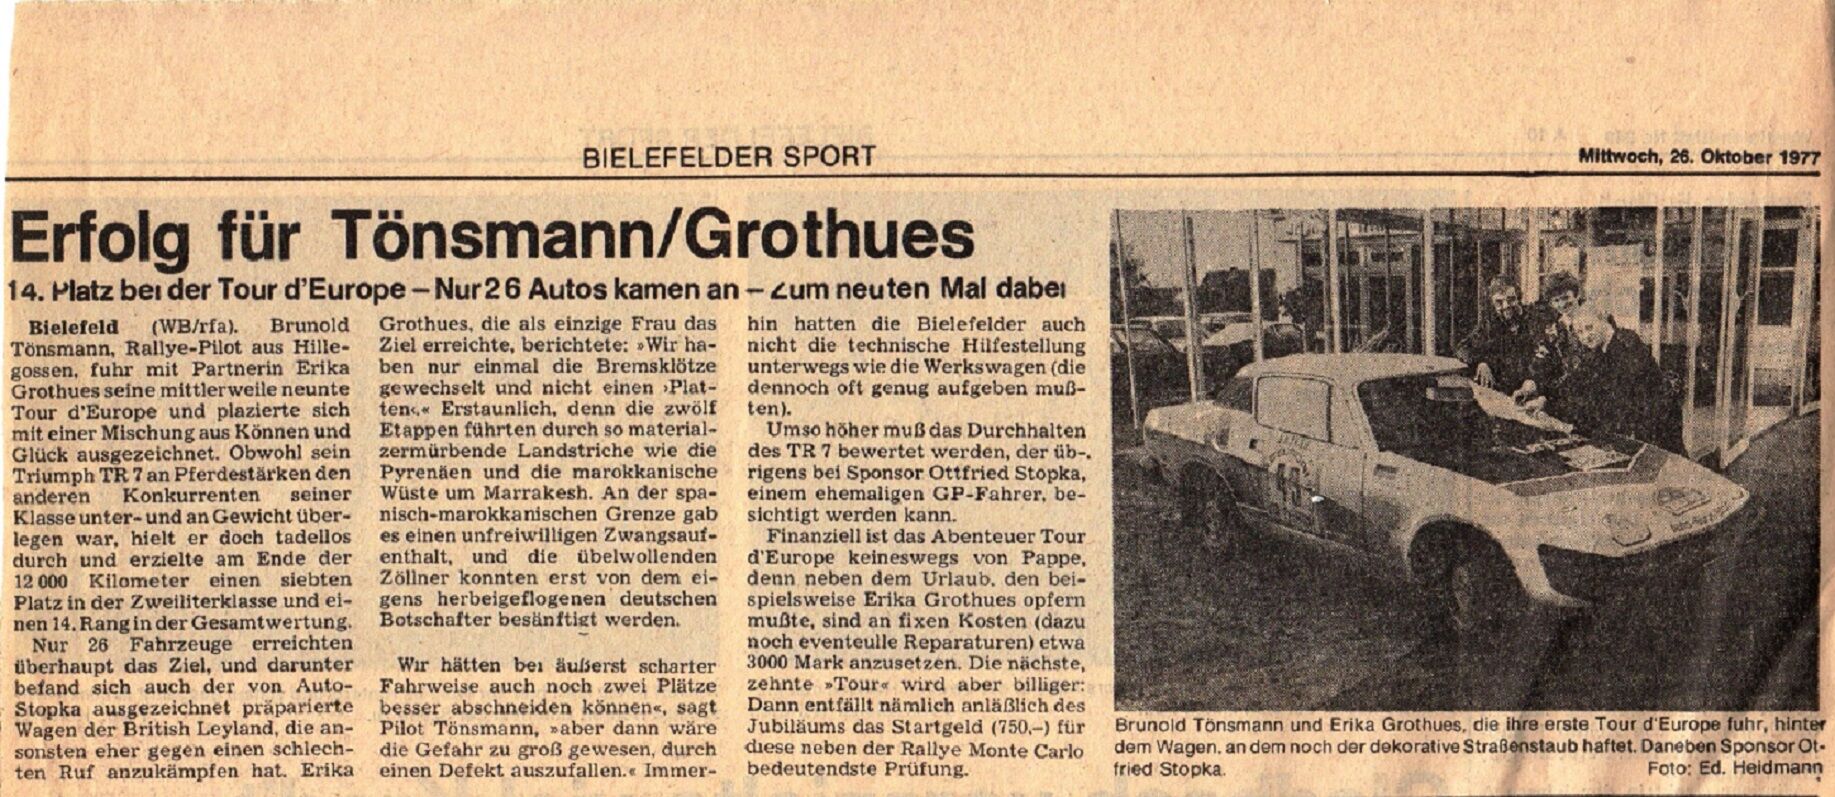 BIELEFELDER SPORT
Mittwoch, 26. Oktober 1977
Erfolg für Tönsmann/Grothues
14. Platz bei der Tour d'Europe – Nur 26 Autos kamen an – Zum neuten Mal dabei
Bielefeld (WB/rfa). Brunold
Tönsmann, Rallye-Pilot aus Hille-
gossen, fuhr mit Partnerin Erika
Grothues seine mittlerweile neunte
Tour d'Europe und plazierte sich
mit einer Mischung aus Können und
Glück ausgezeichnet. Obwohl sein
Triumph TR 7 an Pferdestärken den
anderen Konkurrenten seiner
Klasse unter- und an Gewicht über-
legen war, hielt er doch tadellos
durch und erzielte am Ende der
12 000 Kilometer einen siebten
Platz in der Zweiliterklasse und ei-
nen 14. Rang in der Gesamtwertung.
Nur 26 Fahrzeuge erreichten
überhaupt das Ziel, und darunter
befand sich auch der von Auto-
Stopka ausgezeichnet präparierte
Wagen der British Leyland, die an-
sonsten eher gegen einen schlech-
ten Ruf anzukämpfen hat. Erika
Grothues, die als einzige Frau das
Ziel erreichte, berichtete: »Wir ha-
ben nur einmal die Bremsklötze
gewechselt und nicht einen ›Plat-
ten‹.« Erstaunlich, denn die zwölf
Etappen führten durch so material-
zermürbende Landstriche wie die
Pyrenäen und die marokkanische
Wüste um Marrakesh. An der spa-
nisch-marokkanischen Grenze gab
es einen unfreiwilligen Zwangsauf-
enthalt, und die übelwollenden
Zöllner konnten erst von dem ei-
gens herbeigeflogenen deutschen
Botschafter besänftigt werden.
Wir hätten bei äußerst scharfer
Fahrweise auch noch zwei Plätze
besser abschneiden können«, sagt
Pilot Tönsmann, »aber dann wäre
die Gefahr zu groß gewesen, durch
einen Defekt auszufallen.« Immer-
hin hatten die Bielefelder auch
nicht die technische Hilfestellung
unterwegs wie die Werkswagen (die
dennoch oft genug aufgeben muß-
ten).
Umso höher muß das Durchhalten
des TR 7 bewertet werden, der üb-
rigens bei Sponsor Ottfried Stopka,
einem ehemaligen GP-Fahrer, be-
sichtigt werden kann.
Finanziell ist das Abenteuer Tour
d'Europe keineswegs von Pappe,
denn neben dem Urlaub, den bei-
spielsweise Erika Grothues opfern
mußte, sind an fixen Kosten (dazu
noch eventeulle Reparaturen) etwa
3000 Mark anzusetzen. Die nächste,
zehnte »Tour« wird aber billiger:
Dann entfällt nämlich anläßlich des
Jubiläums das Startgeld (750,–) für
diese neben der Rallye Monte Carlo
bedeutendste Prüfung.
Brunold Tönsmann und Erika Grothues, die ihre erste Tour d'Europe fuhr, hinter
dem Wagen, an dem noch der dekorative Straßenstaub haftet. Daneben Sponsor Ot-
fried Stopka. Foto: Ed. Heidmann